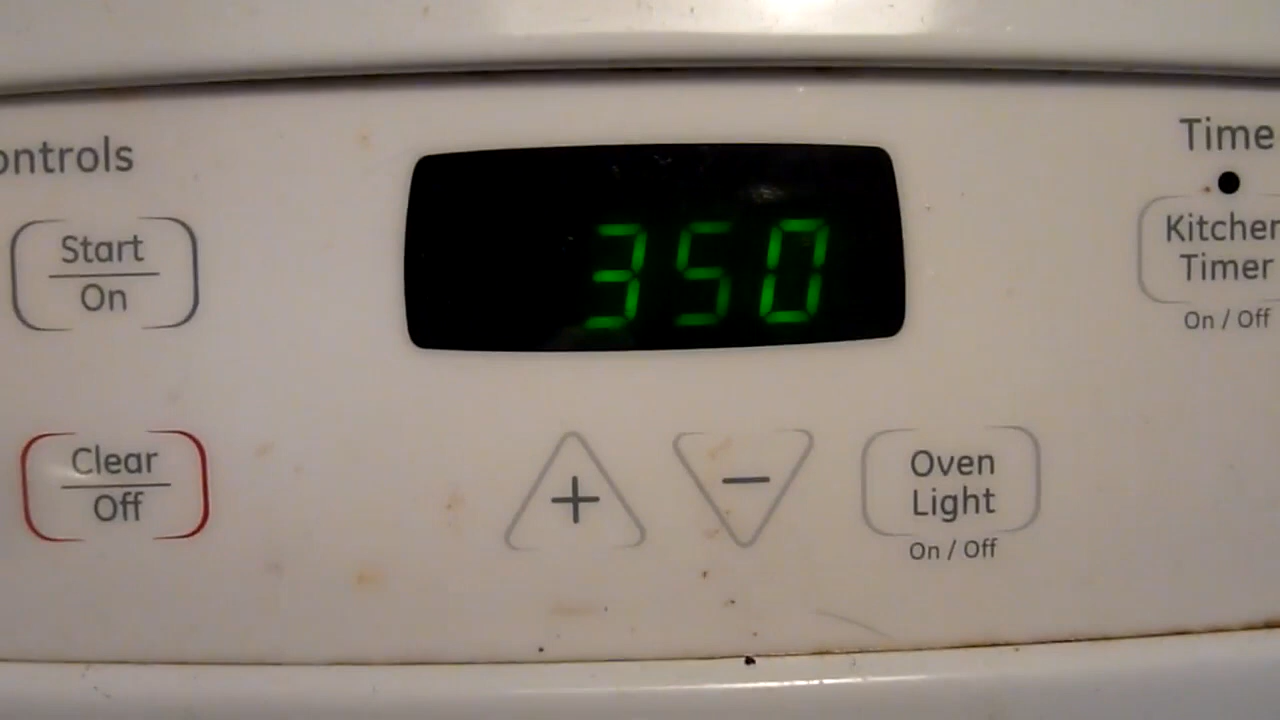 ontrols
Start
On
Clear
Off
350
+
−
Oven
Light
On / Off
Time
Kitchen
Timer
On / Off